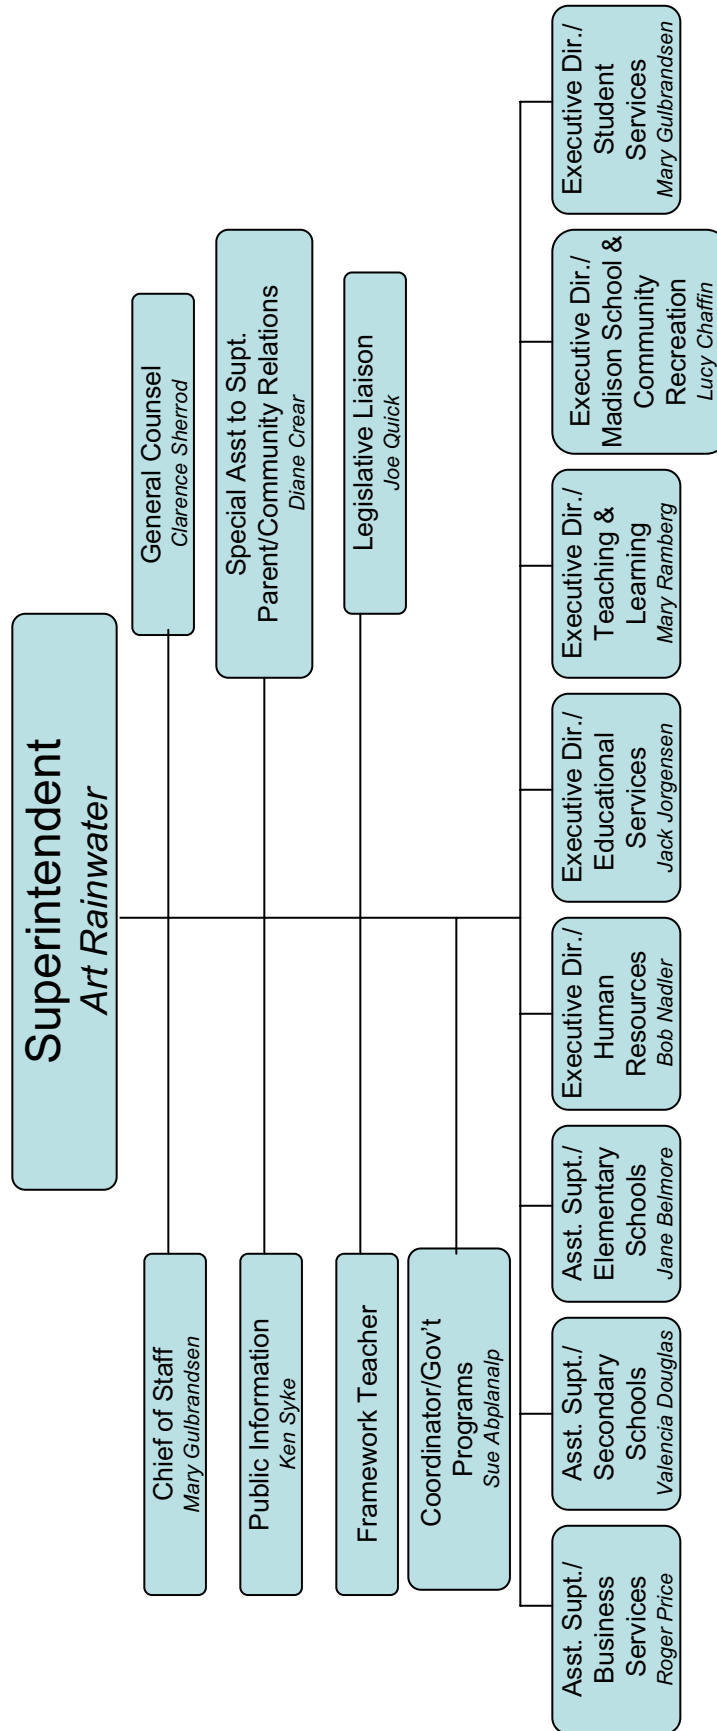 Superintendent
Art Rainwater
Chief of Staff
Mary Gulbrandsen
General Counsel
Clarence Sherrod
Public Information
Ken Syke
Special Asst to Supt.
Parent/Community Relations
Diane Crear
Framework Teacher
Legislative Liaison
Joe Quick
Coordinator/Gov't
Programs
Sue Abplanalp
Asst. Supt./
Business
Services
Roger Price
Asst. Supt./
Secondary
Schools
Valencia Douglas
Asst. Supt./
Elementary
Schools
Jane Belmore
Executive Dir./
Human
Resources
Bob Nadler
Executive Dir./
Educational
Services
Jack Jorgensen
Executive Dir./
Teaching &
Learning
Mary Ramberg
Executive Dir./
Madison School &
Community
Recreation
Lucy Chaffin
Executive Dir./
Student
Services
Mary Gulbrandsen